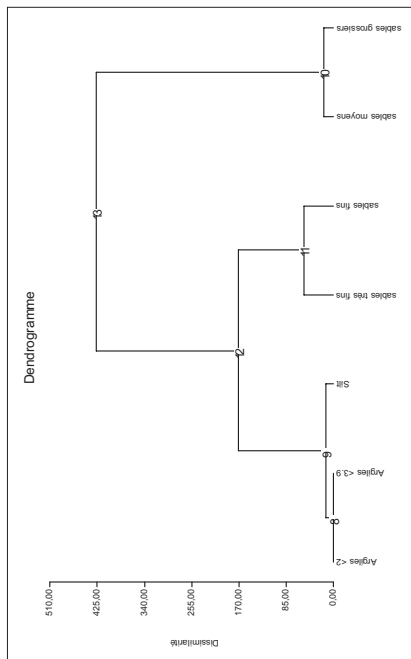 Dendrogramme
510,00
425,00
340,00
255,00
170,00
85,00
0,00
Dissimilarité
13
12
11
10
9
8
Argiles <2
Argiles <3.9
Silt
sables très fins
sables fins
sables moyens
sables grossiers